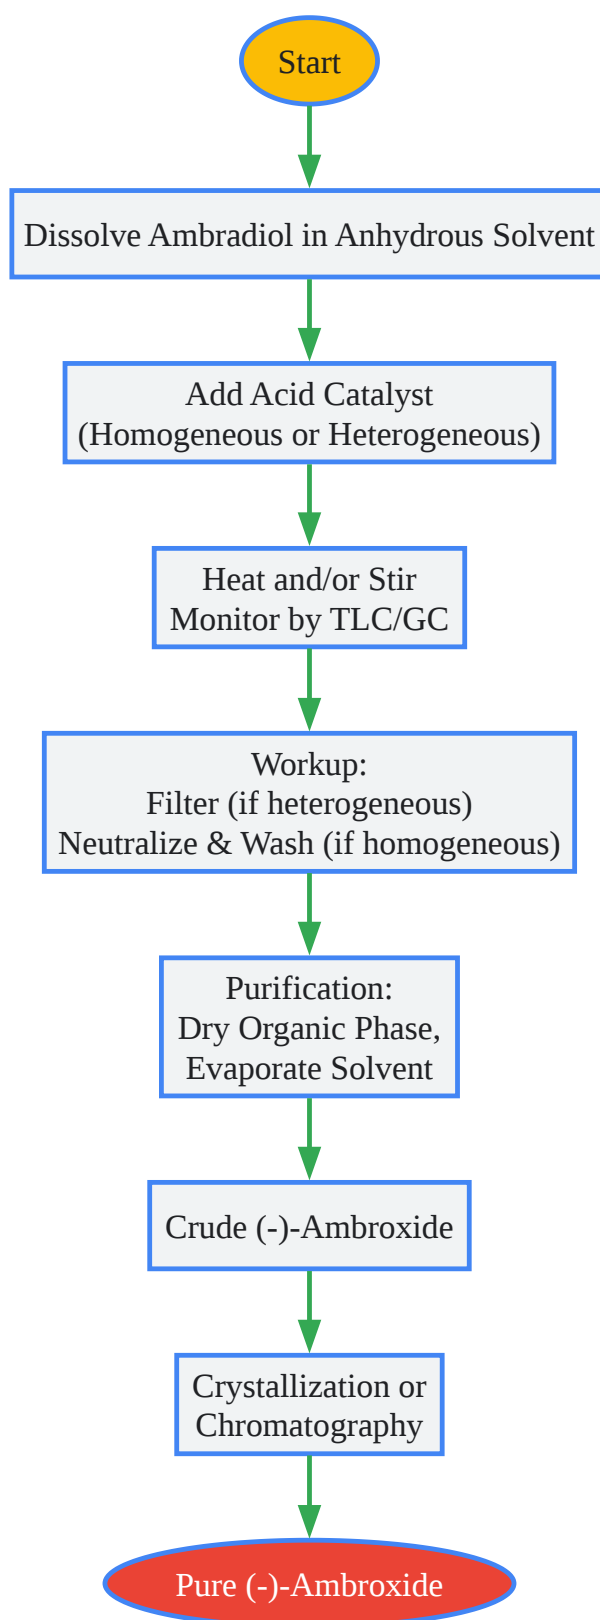 Start
Dissolve Ambradiol in Anhydrous Solvent
Add Acid Catalyst
(Homogeneous or Heterogeneous)
Heat and/or Stir
Monitor by TLC/GC
Workup:
Filter (if heterogeneous)
Neutralize & Wash (if homogeneous)
Purification:
Dry Organic Phase,
Evaporate Solvent
Crude (-)-Ambroxide
Crystallization or
Chromatography
Pure (-)-Ambroxide